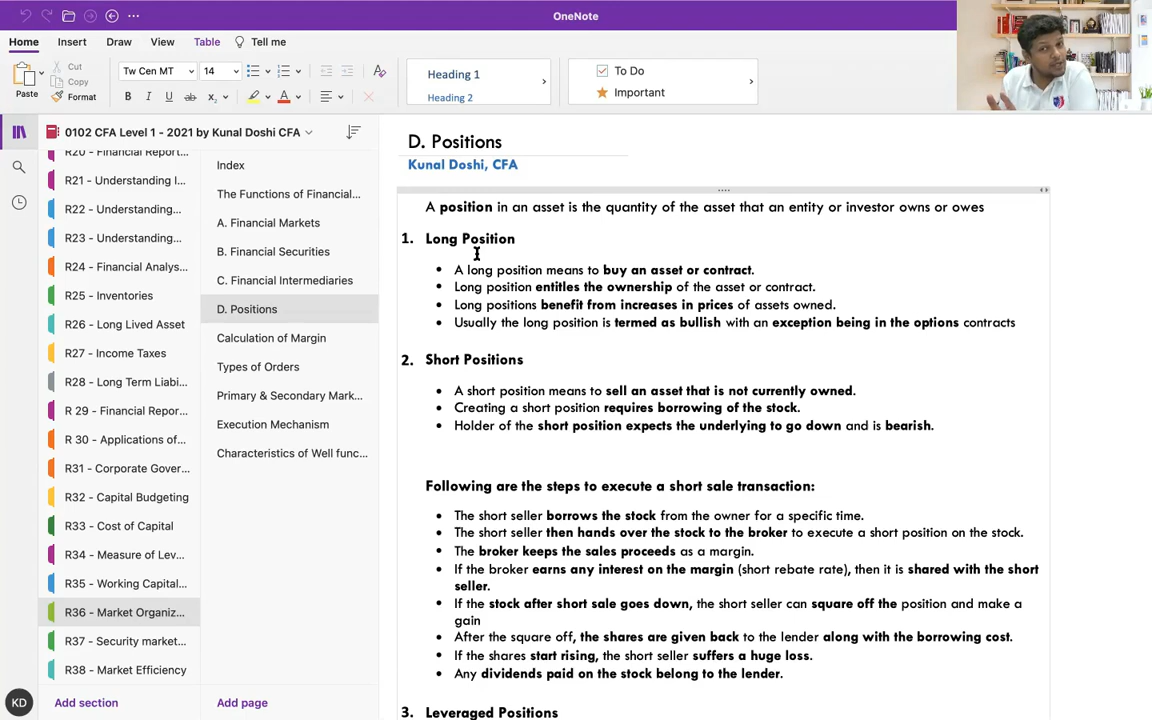 OneNote
Home
Insert
Draw
View
Table
Tell me
Paste
Cut
Copy
Format
Tw Cen MT
14
B I U ab x₂ A
Heading 1
Heading 2
To Do
Important
0102 CFA Level 1 - 2021 by Kunal Doshi CFA
R20 - Financial Report...
R21 - Understanding I...
R22 - Understanding...
R23 - Understanding...
R24 - Financial Analys...
R25 - Inventories
R26 - Long Lived Asset
R27 - Income Taxes
R28 - Long Term Liabi...
R 29 - Financial Repor...
R 30 - Applications of...
R31 - Corporate Gover...
R32 - Capital Budgeting
R33 - Cost of Capital
R34 - Measure of Lev...
R35 - Working Capital...
R36 - Market Organiz...
R37 - Security market...
R38 - Market Efficiency
KD
Add section
Index
The Functions of Financial...
A. Financial Markets
B. Financial Securities
C. Financial Intermediaries
D. Positions
Calculation of Margin
Types of Orders
Primary & Secondary Mark...
Execution Mechanism
Characteristics of Well func...
Add page
D. Positions
Kunal Doshi, CFA
A position in an asset is the quantity of the asset that an entity or investor owns or owes
1. Long Position
• A long position means to buy an asset or contract.
• Long position entitles the ownership of the asset or contract.
• Long positions benefit from increases in prices of assets owned.
• Usually the long position is termed as bullish with an exception being in the options contracts
2. Short Positions
• A short position means to sell an asset that is not currently owned.
• Creating a short position requires borrowing of the stock.
• Holder of the short position expects the underlying to go down and is bearish.
Following are the steps to execute a short sale transaction:
• The short seller borrows the stock from the owner for a specific time.
• The short seller then hands over the stock to the broker to execute a short position on the stock.
• The broker keeps the sales proceeds as a margin.
• If the broker earns any interest on the margin (short rebate rate), then it is shared with the short
seller.
• If the stock after short sale goes down, the short seller can square off the position and make a
gain
• After the square off, the shares are given back to the lender along with the borrowing cost.
• If the shares start rising, the short seller suffers a huge loss.
• Any dividends paid on the stock belong to the lender.
3. Leveraged Positions